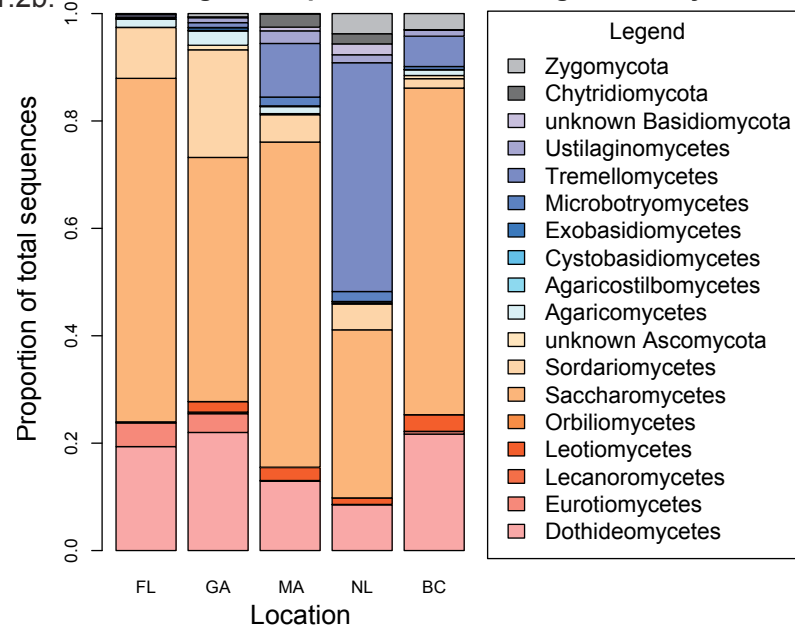 1.0
0.8
0.6
0.4
0.2
0.0
Proportion of total sequences
FL GA MA NL BC
Location
Legend
Zygomycota
Chytridiomycota
unknown Basidiomycota
Ustilaginomycetes
Tremellomycetes
Microbotryomycetes
Exobasidiomycetes
Cystobasidiomycetes
Agaricostilbomycetes
Agaricomycetes
unknown Ascomycota
Sordariomycetes
Saccharomycetes
Orbiliomycetes
Leotiomycetes
Lecanoromycetes
Eurotiomycetes
Dothideomycetes